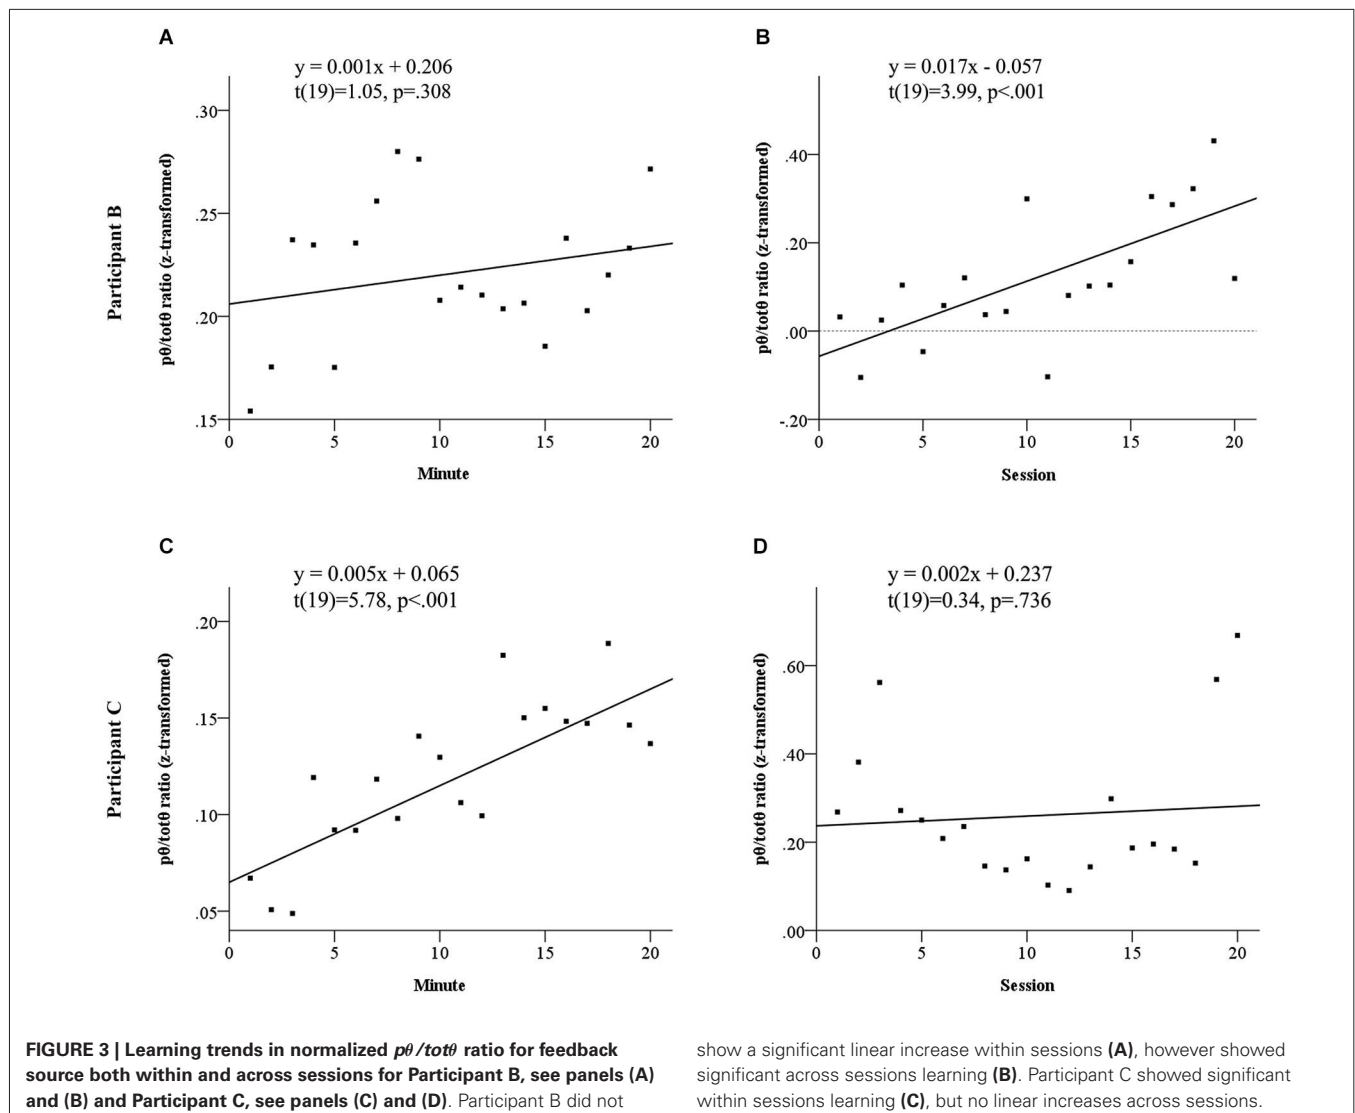 A
y = 0.001x + 0.206
t(19)=1.05, p=.308
.30
.25
.20
.15
0 5 10 15 20
Minute
pθ/totθ ratio (z-transformed)
Participant B
B
y = 0.017x - 0.057
t(19)=3.99, p<.001
.40
.20
.00
-.20
0 5 10 15 20
Session
pθ/totθ ratio (z-transformed)
C
y = 0.005x + 0.065
t(19)=5.78, p<.001
.20
.15
.10
.05
0 5 10 15 20
Minute
pθ/totθ ratio (z-transformed)
Participant C
D
y = 0.002x + 0.237
t(19)=0.34, p=.736
.60
.40
.20
.00
0 5 10 15 20
Session
pθ/totθ ratio (z-transformed)
FIGURE 3 | Learning trends in normalized pθ/totθ ratio for feedback
source both within and across sessions for Participant B, see panels (A)
and (B) and Participant C, see panels (C) and (D). Participant B did not
show a significant linear increase within sessions (A), however showed
significant across sessions learning (B). Participant C showed significant
within sessions learning (C), but no linear increases across sessions.